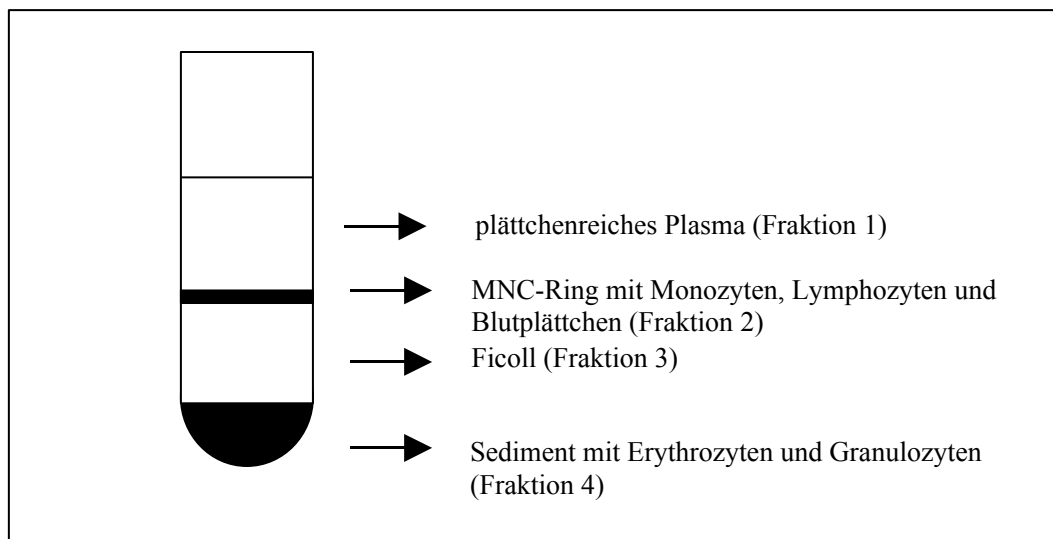 plättchenreiches Plasma (Fraktion 1)
MNC-Ring mit Monozyten, Lymphozyten und
Blutplättchen (Fraktion 2)
Ficoll (Fraktion 3)
Sediment mit Erythrozyten und Granulozyten
(Fraktion 4)